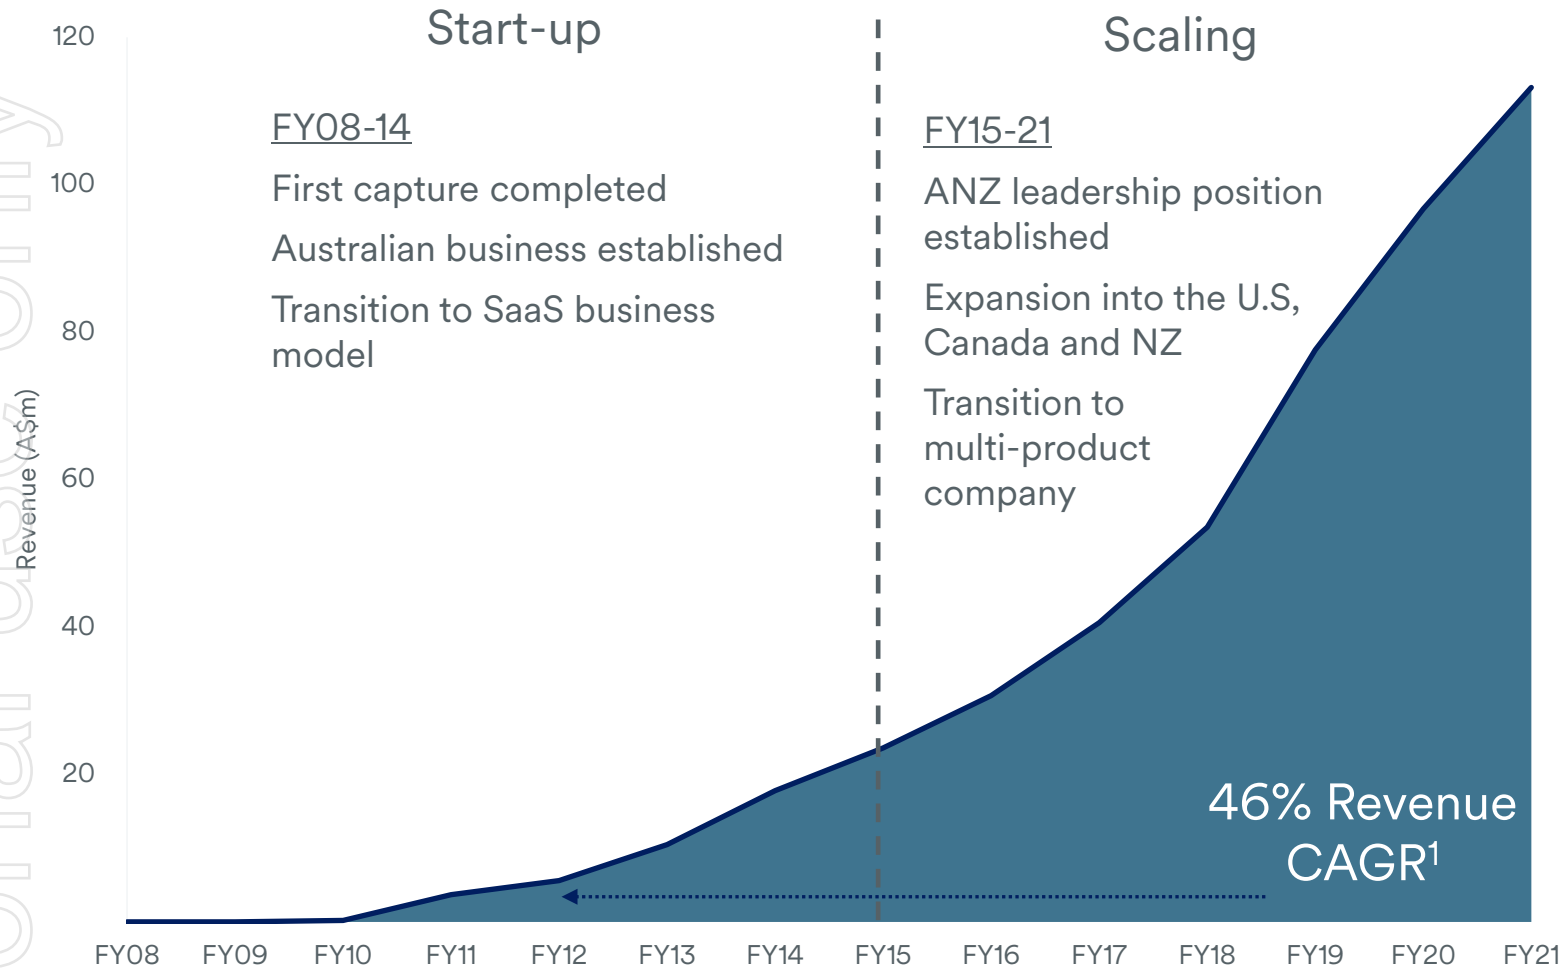 Start-up
Scaling
FY08-14
First capture completed
Australian business established
Transition to SaaS business
model
FY15-21
ANZ leadership position
established
Expansion into the U.S,
Canada and NZ
Transition to
multi-product
company
46% Revenue
CAGR¹
Revenue (A$m)
120
100
80
60
40
20
FY08 FY09 FY10 FY11 FY12 FY13 FY14 FY15 FY16 FY17 FY18 FY19 FY20 FY21